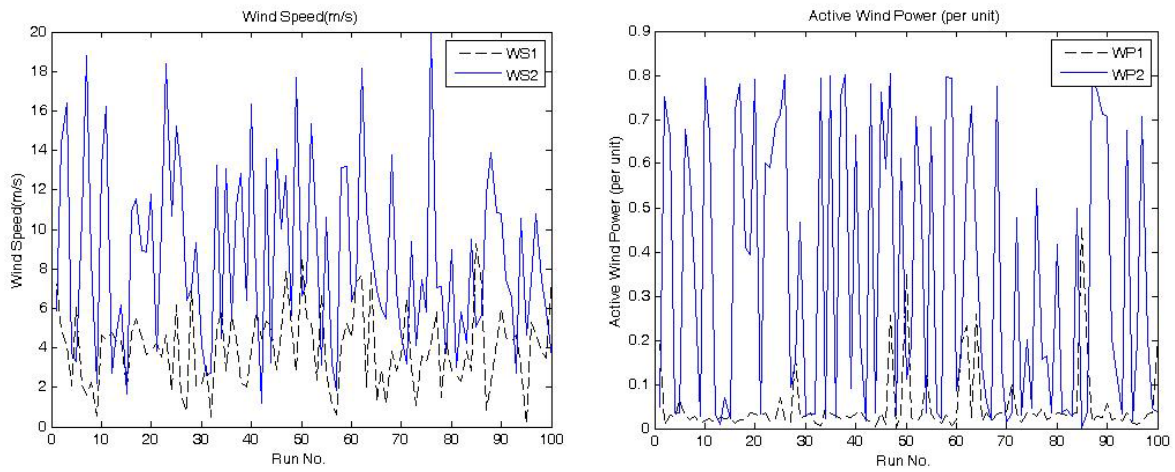 Wind Speed(m/s)
Wind Speed(m/s)
20
18
16
14
12
10
8
6
4
2
0
WS1
WS2
0 10 20 30 40 50 60 70 80 90 100
Run No.
Active Wind Power (per unit)
Active Wind Power (per unit)
0.9
0.8
0.7
0.6
0.5
0.4
0.3
0.2
0.1
0
WP1
WP2
0 10 20 30 40 50 60 70 80 90 100
Run No.